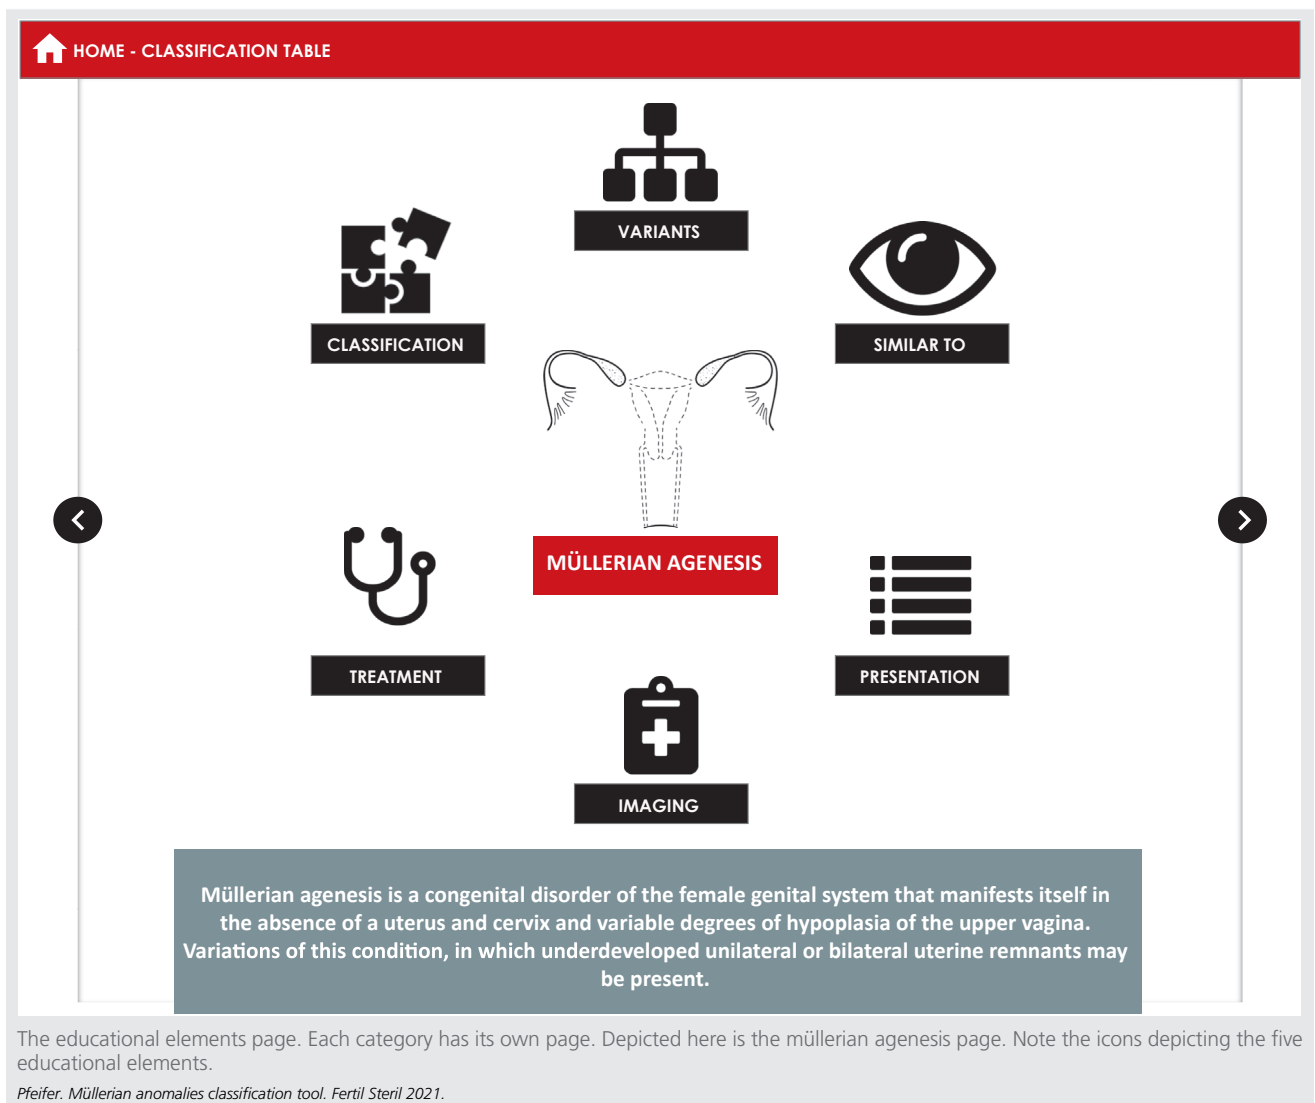 HOME - CLASSIFICATION TABLE
VARIANTS
CLASSIFICATION
SIMILAR TO
MÜLLERIAN AGENESIS
TREATMENT
PRESENTATION
IMAGING
Müllerian agenesis is a congenital disorder of the female genital system that manifests itself in
the absence of a uterus and cervix and variable degrees of hypoplasia of the upper vagina.
Variations of this condition, in which underdeveloped unilateral or bilateral uterine remnants may
be present.
The educational elements page. Each category has its own page. Depicted here is the müllerian agenesis page. Note the icons depicting the five
educational elements.
Pfeifer. Müllerian anomalies classification tool. Fertil Steril 2021.